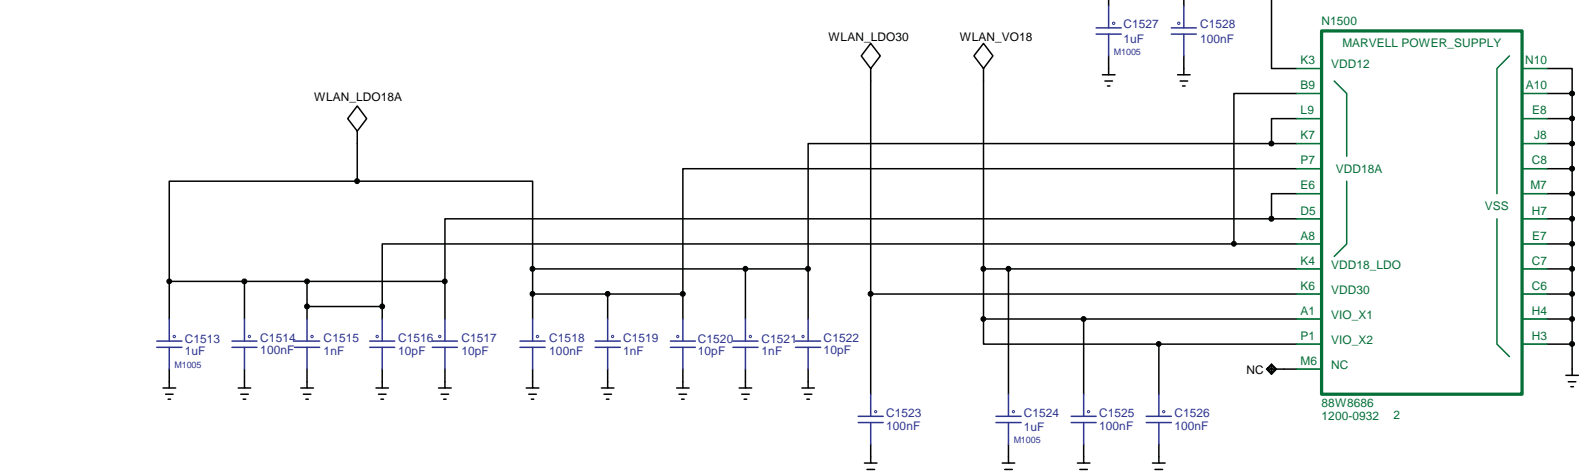 C1527
1uF
M1005
C1528
100nF
N1500
MARVELL POWER_SUPPLY
WLAN_LDO30
WLAN_VO18
WLAN_LDO18A
K3
VDD12
B9
L9
K7
P7
VDD18A
E6
D5
A8
K4
VDD18_LDO
K6
VDD30
A1
VIO_X1
P1
VIO_X2
NC
M6
NC
VSS
N10
A10
E8
J8
C8
M7
H7
E7
C7
C6
H4
H3
C1513
1uF
M1005
C1514
100nF
C1515
1nF
C1516
10pF
C1517
10pF
C1518
100nF
C1519
1nF
C1520
10pF
C1521
1nF
C1522
10pF
C1523
100nF
C1524
1uF
M1005
C1525
100nF
C1526
100nF
88W8686
1200-0932 2